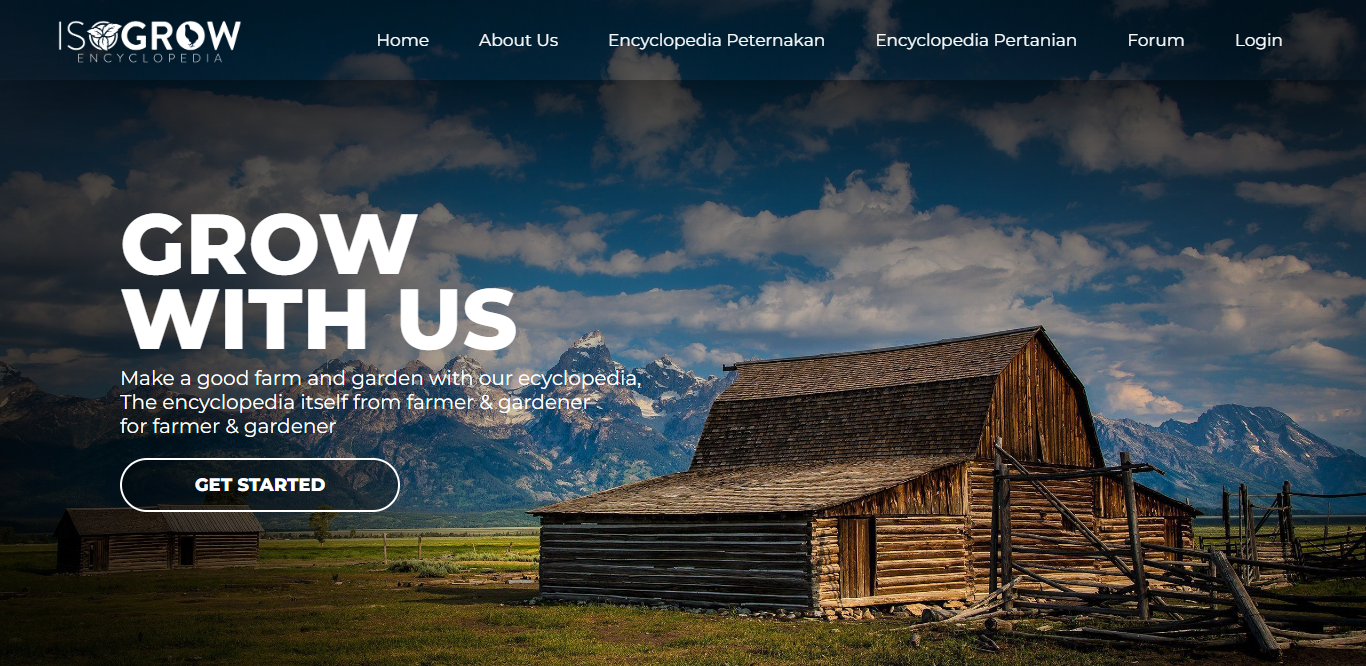 ISOGROW
ENCYCLOPEDIA
Home About Us Encyclopedia Peternakan Encyclopedia Pertanian Forum Login
GROW
WITH US
Make a good farm and garden with our ecyclopedia,
The encyclopedia itself from farmer & gardener
for farmer & gardener
GET STARTED